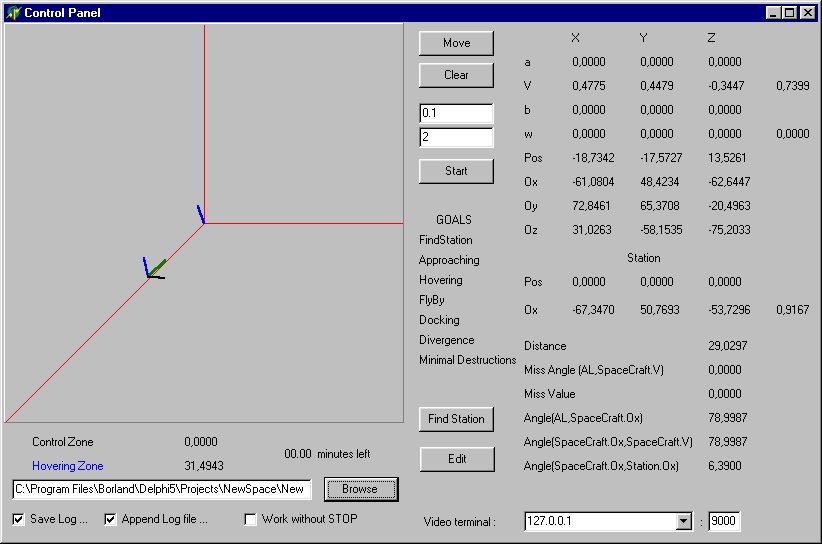 Control Panel
Move
Clear
0.1
2
Start
GOALS
FindStation
Approaching
Hovering
FlyBy
Docking
Divergence
Minimal Destructions
Find Station
Edit
X Y Z
a 0,0000 0,0000 0,0000
V 0,4775 0,4479 -0,3447 0,7399
b 0,0000 0,0000 0,0000
w 0,0000 0,0000 0,0000 0,0000
Pos -18,7342 -17,5727 13,5261
Ox -61,0804 48,4234 -62,6447
Oy 72,8461 65,3708 -20,4963
Oz 31,0263 -58,1535 -75,2033
Station
Pos 0,0000 0,0000 0,0000
Ox -67,3470 50,7693 -53,7296 0,9167
Distance 29,0297
Miss Angle (AL,SpaceCraft.V) 0,0000
Miss Value 0,0000
Angle(AL,SpaceCraft.Ox) 78,9987
Angle(SpaceCraft.Ox,SpaceCraft.V) 78,9987
Angle(SpaceCraft.Ox,Station.Ox) 6,3900
Control Zone 0,0000
00.00 minutes left
Hovering Zone 31,4943
C:\Program Files\Borland\Delphi5\Projects\NewSpace\New
Browse
Save Log ... Append Log file ... Work without STOP
Video terminal : 127.0.0.1 : 9000